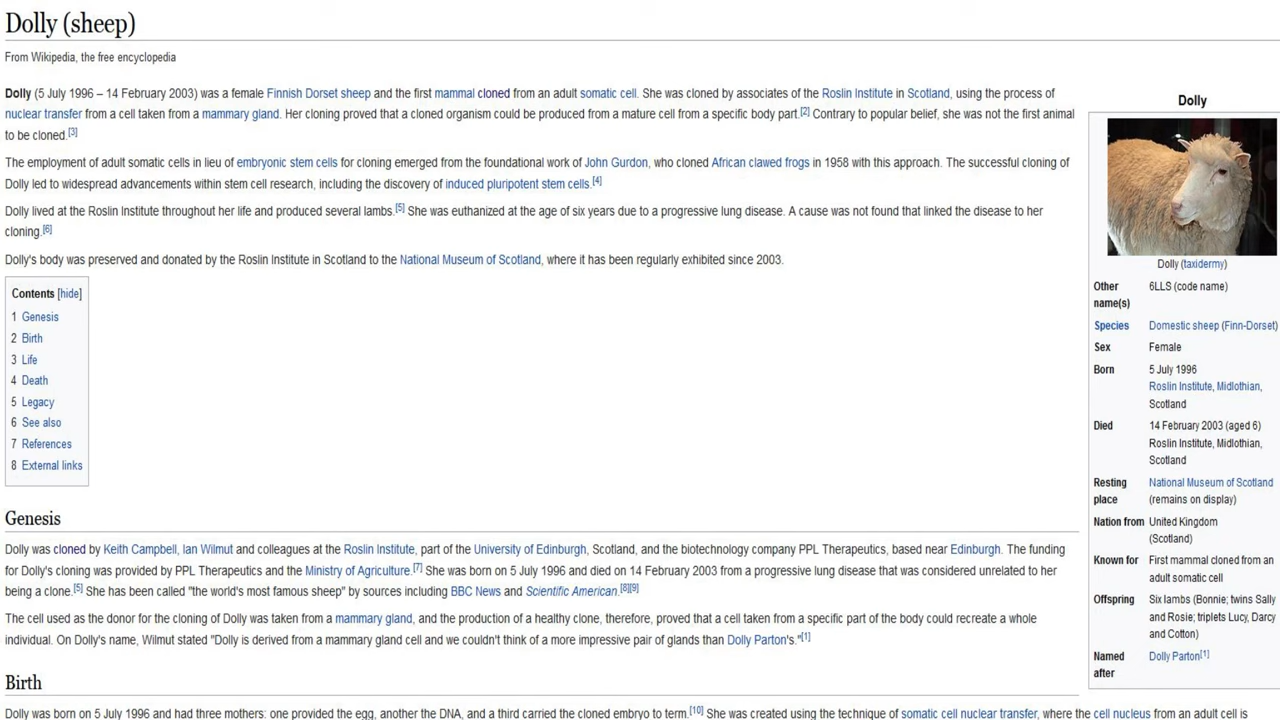 Dolly (sheep)
From Wikipedia, the free encyclopedia
Dolly (5 July 1996 – 14 February 2003) was a female Finnish Dorset sheep and the first mammal cloned from an adult somatic cell. She was cloned by associates of the Roslin Institute in Scotland, using the process of
nuclear transfer from a cell taken from a mammary gland. Her cloning proved that a cloned organism could be produced from a mature cell from a specific body part.[2] Contrary to popular belief, she was not the first animal
to be cloned.[3]
The employment of adult somatic cells in lieu of embryonic stem cells for cloning emerged from the foundational work of John Gurdon, who cloned African clawed frogs in 1958 with this approach. The successful cloning of
Dolly led to widespread advancements within stem cell research, including the discovery of induced pluripotent stem cells.[4]
Dolly lived at the Roslin Institute throughout her life and produced several lambs.[5] She was euthanized at the age of six years due to a progressive lung disease. A cause was not found that linked the disease to her
cloning.[6]
Dolly's body was preserved and donated by the Roslin Institute in Scotland to the National Museum of Scotland, where it has been regularly exhibited since 2003.
Contents [hide]
1 Genesis
2 Birth
3 Life
4 Death
5 Legacy
6 See also
7 References
8 External links
Genesis
Dolly was cloned by Keith Campbell, Ian Wilmut and colleagues at the Roslin Institute, part of the University of Edinburgh, Scotland, and the biotechnology company PPL Therapeutics, based near Edinburgh. The funding
for Dolly's cloning was provided by PPL Therapeutics and the Ministry of Agriculture.[7] She was born on 5 July 1996 and died on 14 February 2003 from a progressive lung disease that was considered unrelated to her
being a clone.[5] She has been called "the world's most famous sheep" by sources including BBC News and Scientific American.[8][9]
The cell used as the donor for the cloning of Dolly was taken from a mammary gland, and the production of a healthy clone, therefore, proved that a cell taken from a specific part of the body could recreate a whole
individual. On Dolly's name, Wilmut stated "Dolly is derived from a mammary gland cell and we couldn't think of a more impressive pair of glands than Dolly Parton's."[1]
Birth
Dolly was born on 5 July 1996 and had three mothers: one provided the egg, another the DNA, and a third carried the cloned embryo to term.[10] She was created using the technique of somatic cell nuclear transfer, where the cell nucleus from an adult cell is
Dolly
Dolly (taxidermy)
Other 6LLS (code name)
name(s)
Species Domestic sheep (Finn-Dorset)
Sex Female
Born 5 July 1996
Roslin Institute, Midlothian,
Scotland
Died 14 February 2003 (aged 6)
Roslin Institute, Midlothian,
Scotland
Resting National Museum of Scotland
place (remains on display)
Nation from United Kingdom
(Scotland)
Known for First mammal cloned from an
adult somatic cell
Offspring Six lambs (Bonnie; twins Sally
and Rosie; triplets Lucy, Darcy
and Cotton)
Named Dolly Parton[1]
after